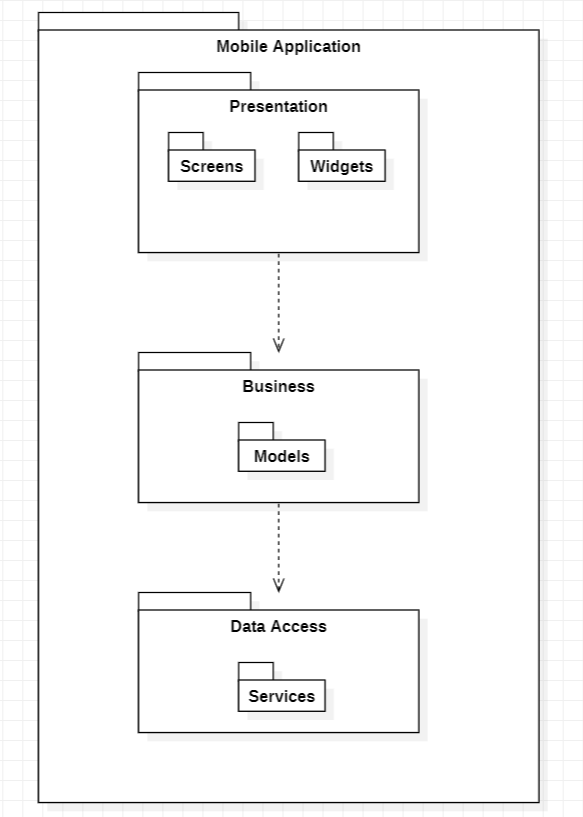 Mobile Application
Presentation
Screens
Widgets
Business
Models
Data Access
Services